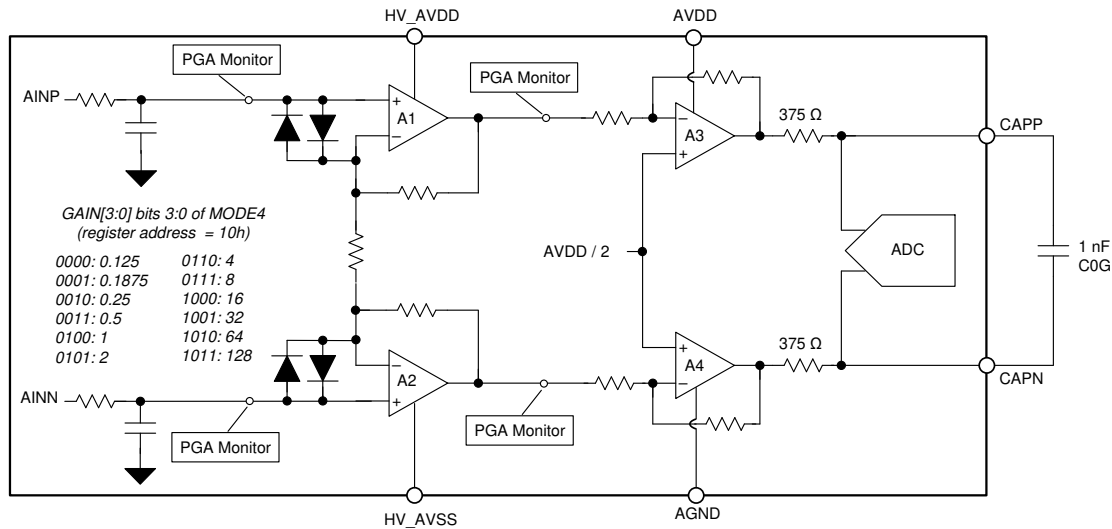 HV_AVDD
AVDD
PGA Monitor
PGA Monitor
AINP
+
A1
−
375 Ω
−
A3
+
CAPP
GAIN[3:0] bits 3:0 of MODE4
(register address = 10h)
0000: 0.125
0001: 0.1875
0010: 0.25
0011: 0.5
0100: 1
0101: 2
0110: 4
0111: 8
1000: 16
1001: 32
1010: 64
1011: 128
AVDD / 2
ADC
1 nF
C0G
−
A2
+
+
A4
−
375 Ω
CAPN
AINN
PGA Monitor
PGA Monitor
HV_AVSS
AGND